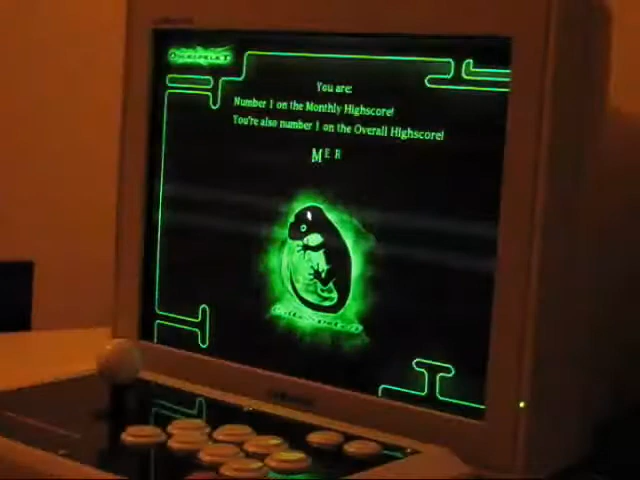 You are:
Number 1 on the Monthly Highscore!
You're also number 1 on the Overall Highscore!
MER